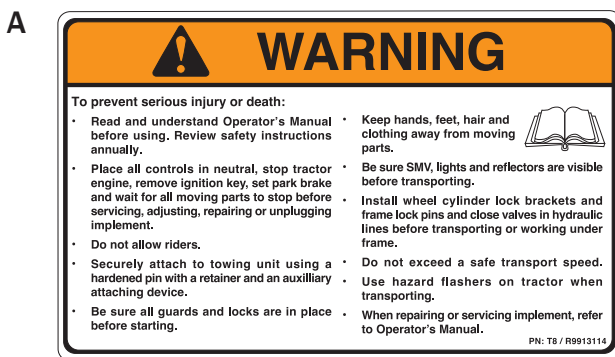 A
WARNING
To prevent serious injury or death:
· Read and understand Operator's Manual
before using. Review safety instructions
annually.
· Place all controls in neutral, stop tractor
engine, remove ignition key, set park brake
and wait for all moving parts to stop before
servicing, adjusting, repairing or unplugging
implement.
· Do not allow riders.
· Securely attach to towing unit using a
hardened pin with a retainer and an auxilliary
attaching device.
· Be sure all guards and locks are in place
before starting.
· Keep hands, feet, hair and
clothing away from moving
parts.
· Be sure SMV, lights and reflectors are visible
before transporting.
· Install wheel cylinder lock brackets and
frame lock pins and close valves in hydraulic
lines before transporting or working under
frame.
· Do not exceed a safe transport speed.
· Use hazard flashers on tractor when
transporting.
· When repairing or servicing implement, refer
to Operator's Manual.
PN: T8 / R9913114